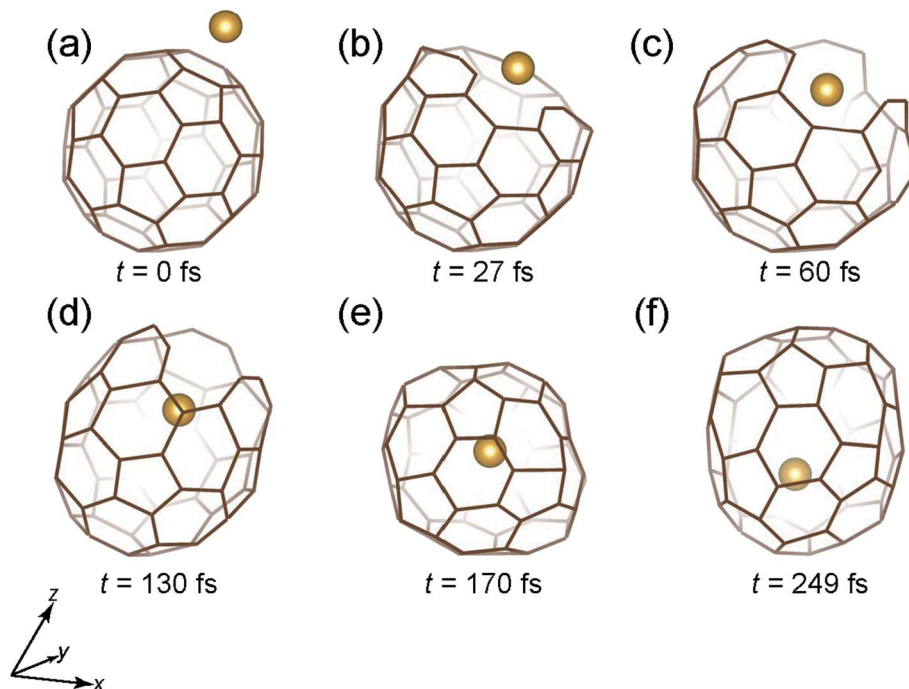 (a)
(b)
(c)
t = 0 fs
t = 27 fs
t = 60 fs
(d)
(e)
(f)
t = 130 fs
t = 170 fs
t = 249 fs
z
y
x